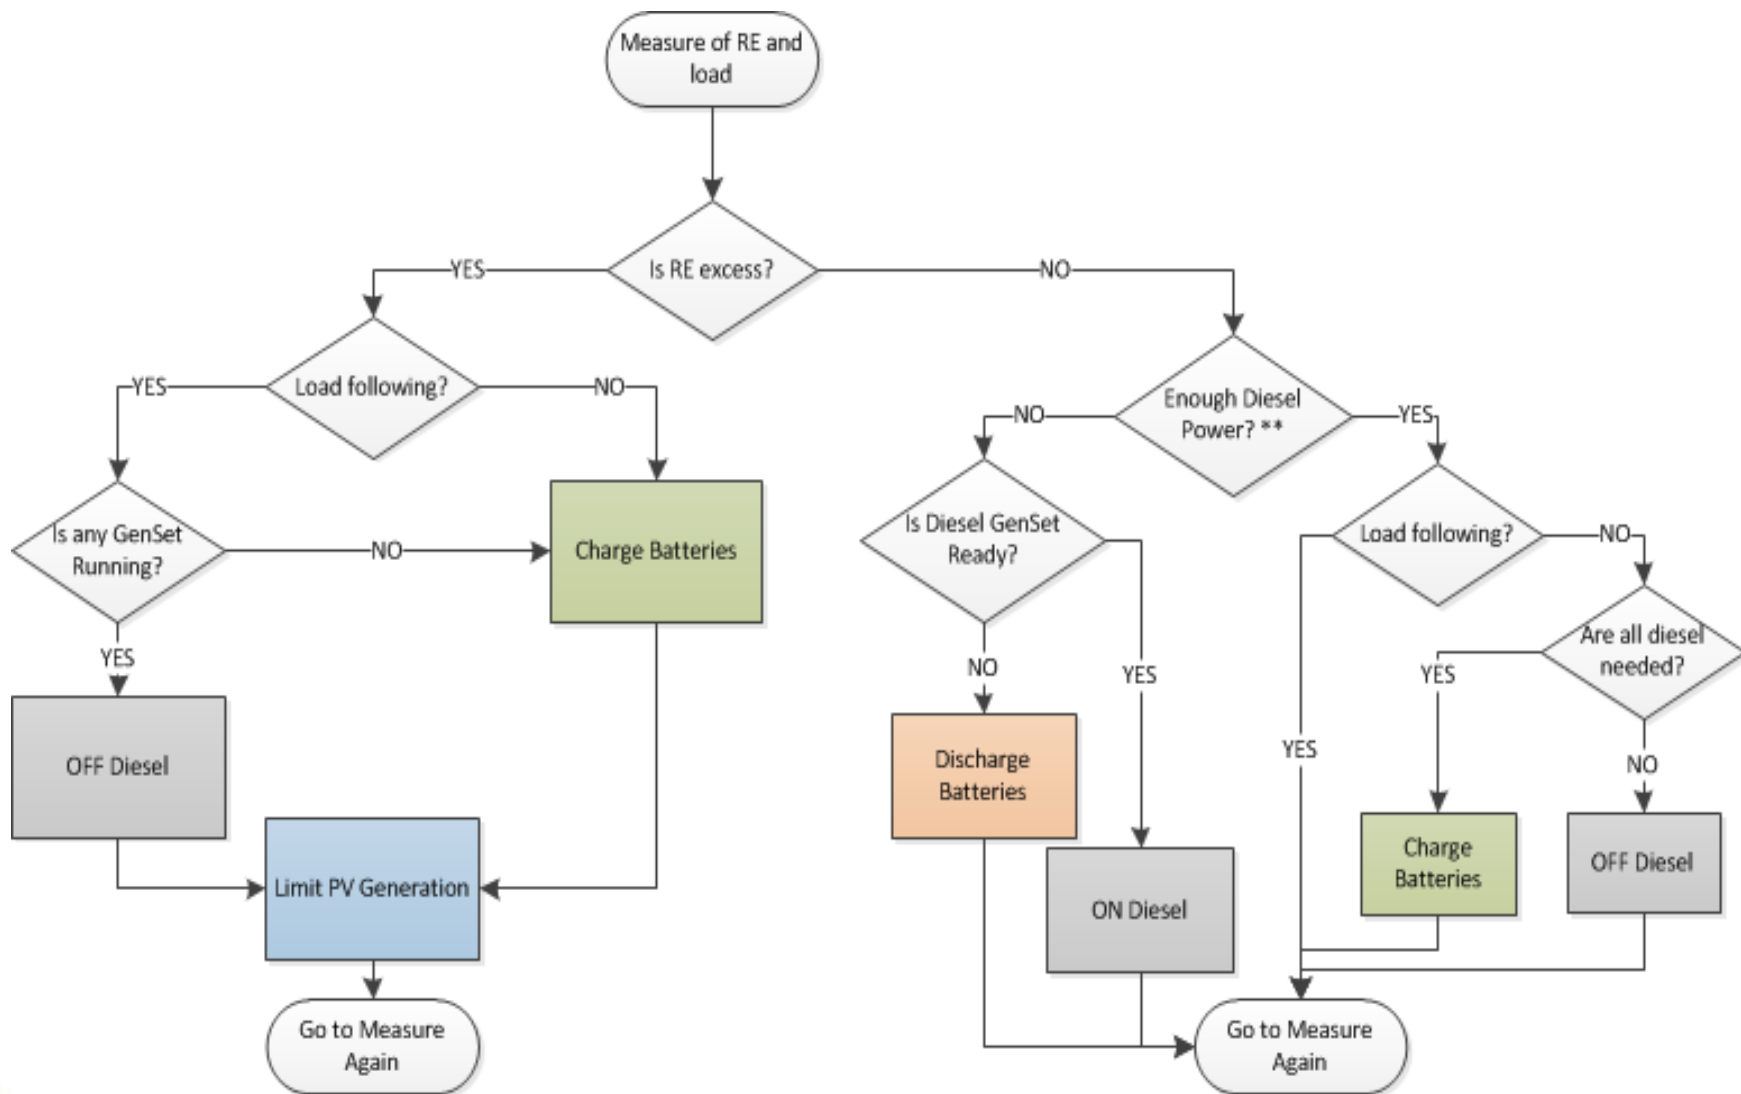 Measure of RE and
load
Is RE excess?
YES
NO
Load following?
YES
NO
Enough Diesel
Power? **
NO
YES
Is any GenSet
Running?
NO
YES
Charge Batteries
Is Diesel GenSet
Ready?
NO
YES
Load following?
YES
NO
Are all diesel
needed?
YES
NO
OFF Diesel
Discharge
Batteries
Charge
Batteries
OFF Diesel
Limit PV Generation
ON Diesel
Go to Measure
Again
Go to Measure
Again